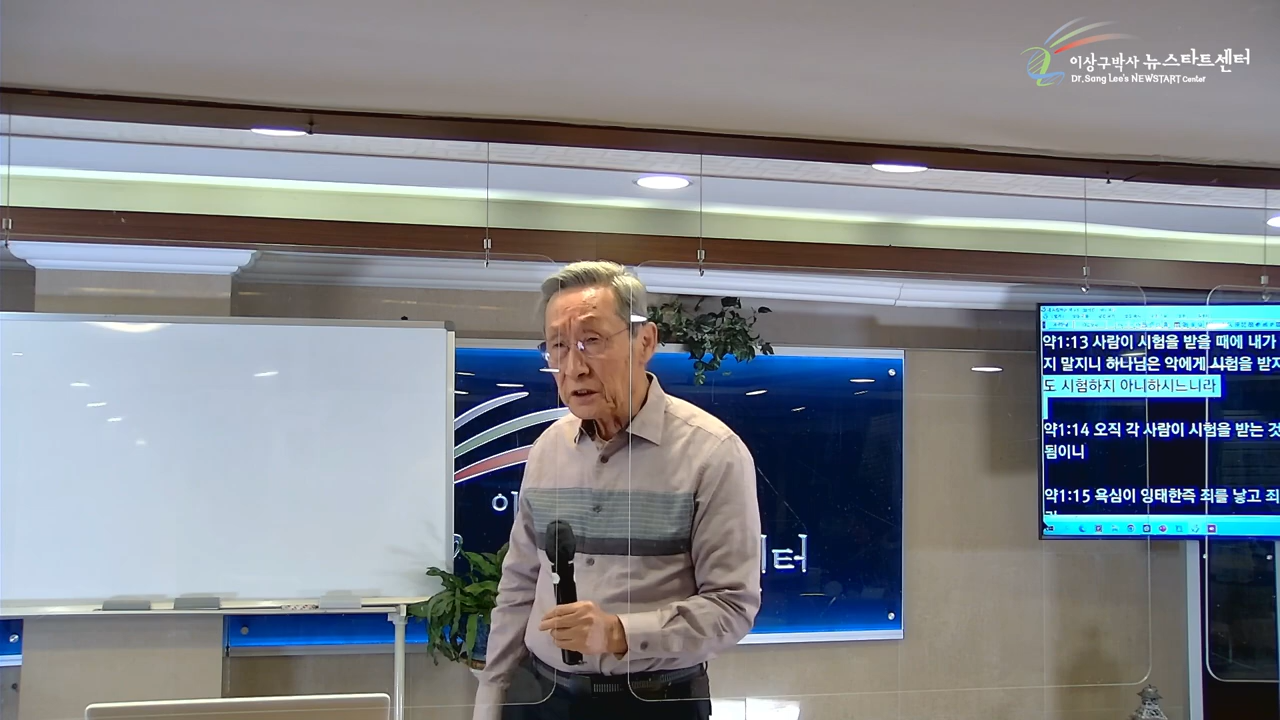 이상구박사 뉴스타트센터
Dr. Sang Lee's NEWSTART Center
약1:13 사람이 시험을 받을 때에 내가
지 말지니 하나님은 악에게 시험을 받지
도 시험하지 아니하시느니라
약1:14 오직 각 사람이 시험을 받는 것
됨이니
약1:15 욕심이 잉태한즉 죄를 낳고 죄
이
터